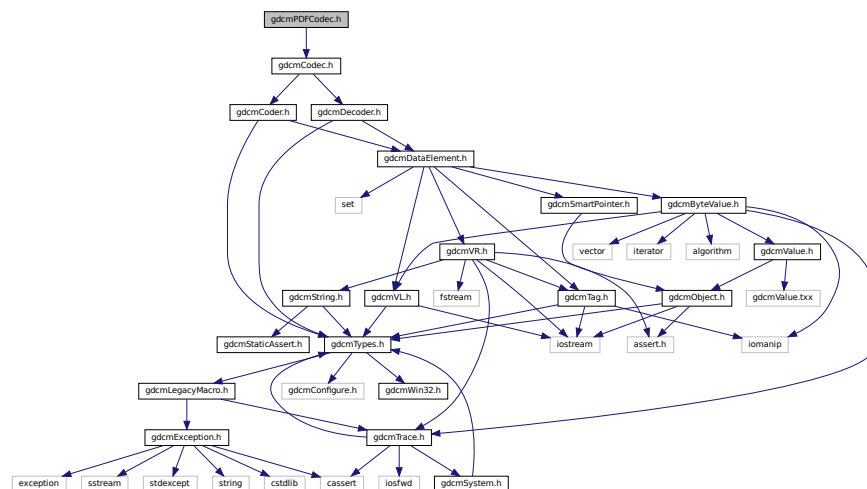 gdcmPDFCodec.h
gdcmCodec.h
gdcmCoder.h
gdcmDecoder.h
gdcmDataElement.h
set
gdcmSmartPointer.h
gdcmByteValue.h
gdcmVR.h
vector
iterator
algorithm
gdcmValue.h
gdcmString.h
gdcmVL.h
fstream
gdcmTag.h
gdcmObject.h
gdcmValue.txx
gdcmStaticAssert.h
gdcmTypes.h
iostream
assert.h
iomanip
gdcmLegacyMacro.h
gdcmConfigure.h
gdcmWin32.h
gdcmException.h
gdcmTrace.h
exception
sstream
stdexcept
string
cstdlib
cassert
iosfwd
gdcmSystem.h